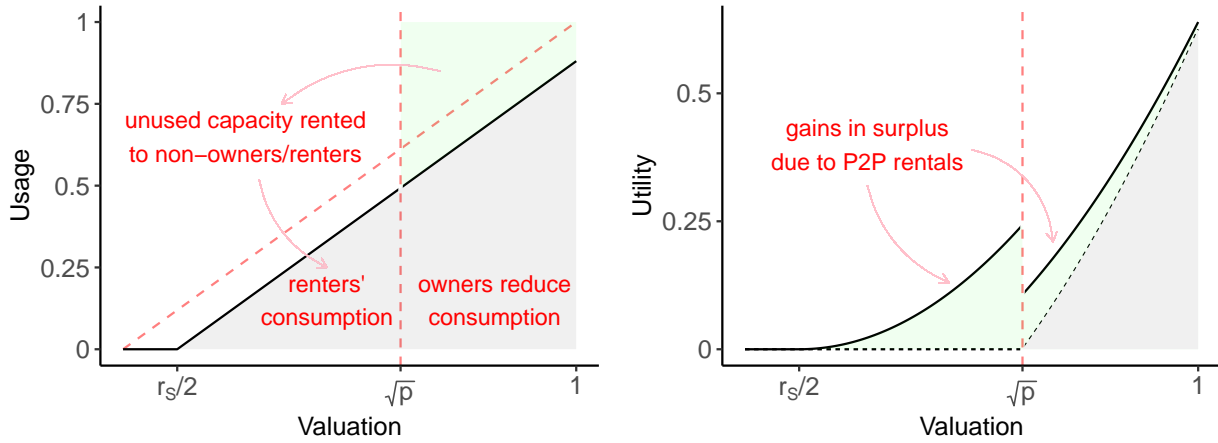 1
0.75
0.5
0.25
0
Usage
unused capacity rented
to non−owners/renters
renters'
consumption
owners reduce
consumption
r_S/2
√p
1
Valuation
0.5
0.25
0
Utility
gains in surplus
due to P2P rentals
r_S/2
√p
1
Valuation